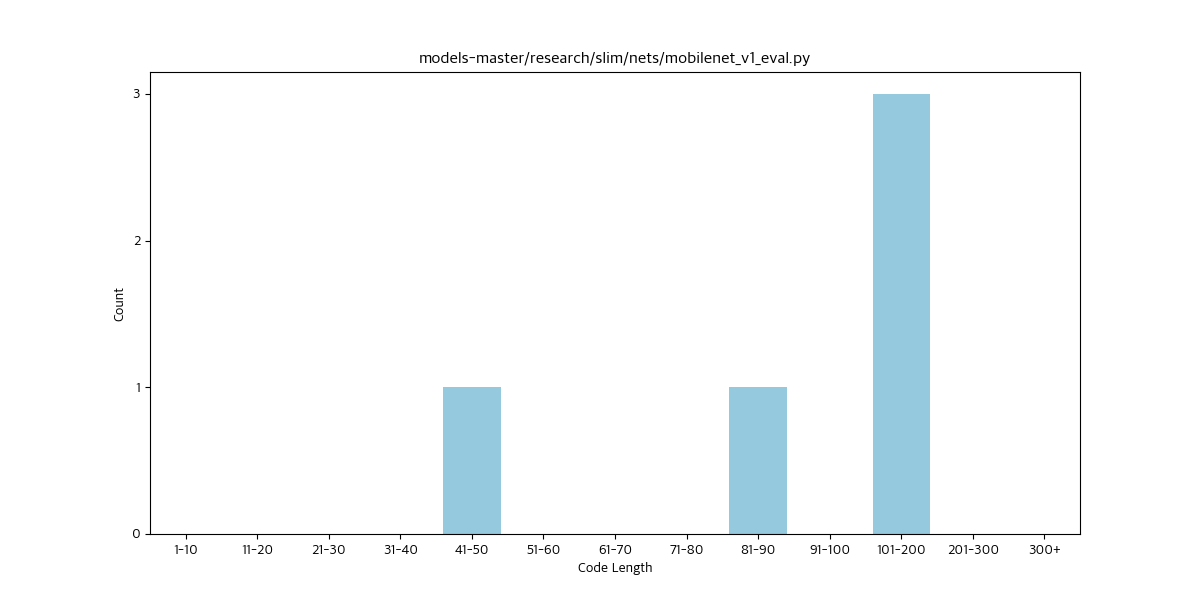 models-master/research/slim/nets/mobilenet_v1_eval.py
3
2
1
0
Count
1-10 11-20 21-30 31-40 41-50 51-60 61-70 71-80 81-90 91-100 101-200 201-300 300+
Code Length